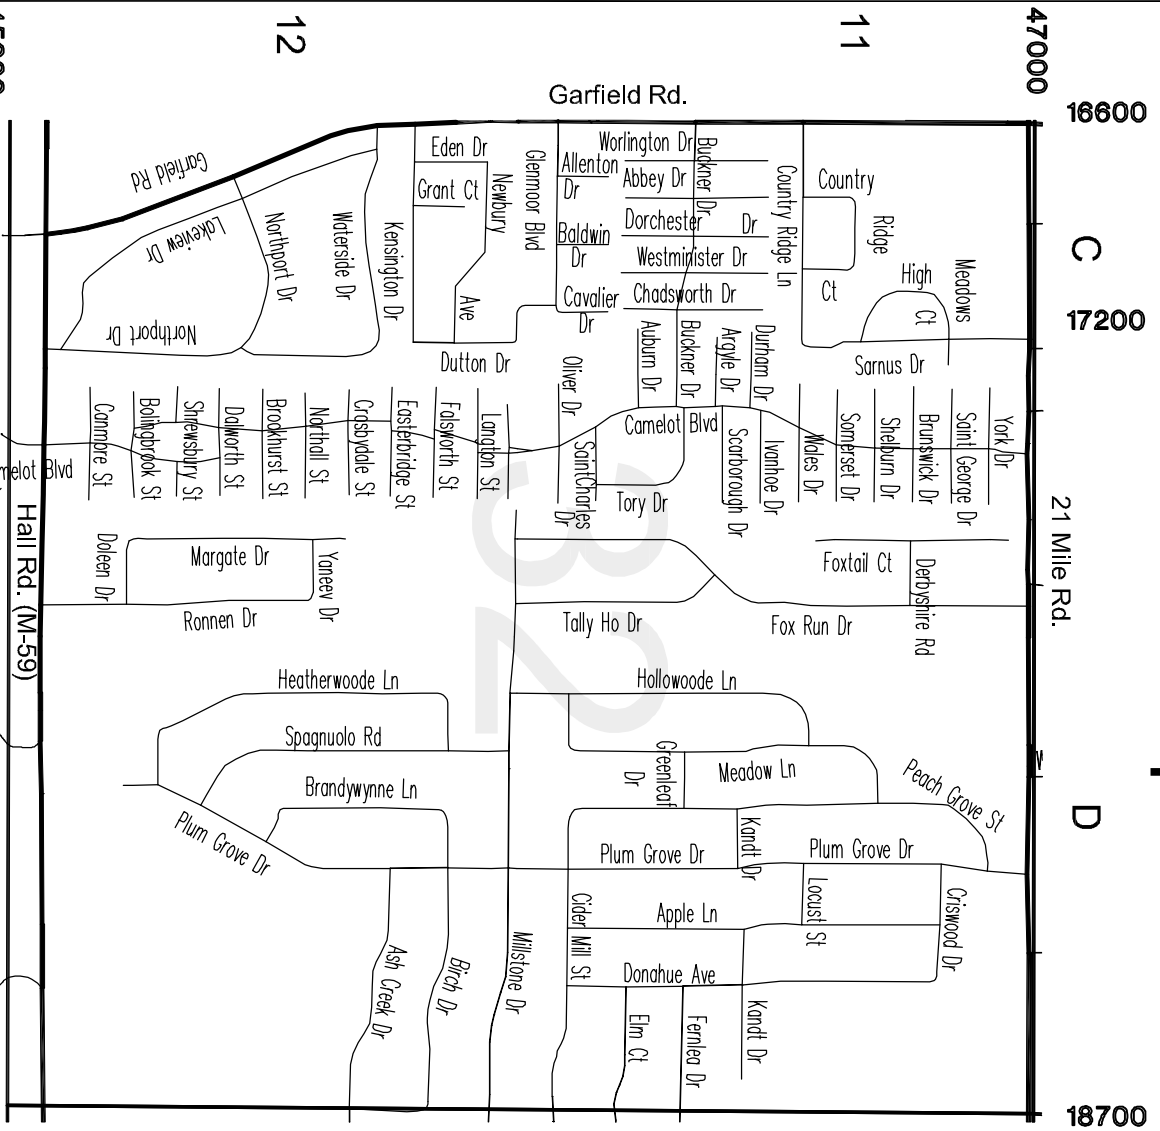 12
11
47000
16600
Garfield Rd.
Garfield Rd
Lakeview Dr
Northport Dr
Northport Dr
Waterside Dr
Kensington Dr
Eden Dr
Grant Ct
Newbury
Ave
Glenmoor Blvd
Dutton Dr
Allenton
Dr
Baldwin
Dr
Cavalier
Dr
Worlington Dr
Abbey Dr
Dorchester Dr
Westminister Dr
Chadsworth Dr
Buckner Dr
Country Ridge Ln
Country
Ridge
Ct
High
Ct
Meadows
Sarnus Dr
C
17200
Oliver Dr
Auburn Dr
Buckner Dr
Argyle Dr
Durham Dr
Canmore St
Bolingbrook St
Shrewsbury St
Dalworth St
Brookhurst St
Northall St
Crosbydale St
Easterbridge St
Falsworth St
Langton St
Saint Charles
Dr
Camelot Blvd
Tory Dr
Scarborough Dr
Ivanhoe Dr
Wales Dr
Somerset Dr
Shelburn Dr
Brunswick Dr
Saint George Dr
York Dr
melot Blvd
Hall Rd. (M-59)
21 Mile Rd.
32
Doleen Dr
Margate Dr
Yaneev Dr
Ronnen Dr
Tally Ho Dr
Fox Run Dr
Foxtail Ct
Derbyshire Rd
Heatherwoode Ln
Hollowoode Ln
Spagnuolo Rd
Brandywynne Ln
Plum Grove Dr
Greenleaf
Dr
Meadow Ln
Peach Grove St
D
Plum Grove Dr
Kandt Dr
Plum Grove Dr
Locust St
Criswood Dr
Cider Mill St
Apple Ln
Donahue Ave
Ash Creek Dr
Birch Dr
Millstone Dr
Elm Ct
Fernlea Dr
Kandt Dr
18700